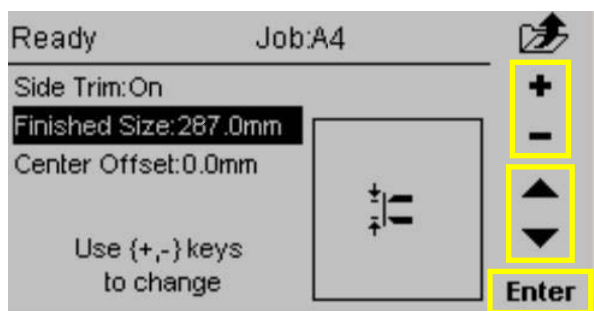 Ready Job:A4
Side Trim:On
Finished Size:287.0mm
Center Offset:0.0mm
Use {+,-} keys
to change
+
-
Enter